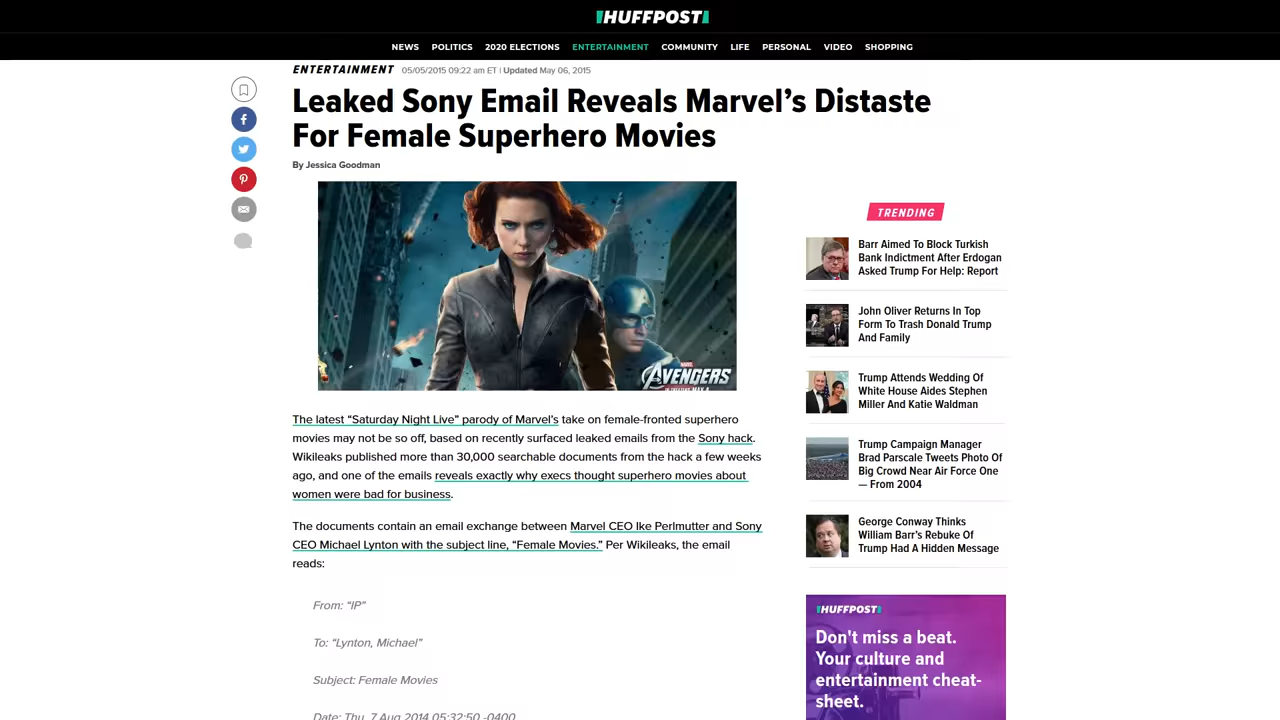 HUFFPOST
NEWS POLITICS 2020 ELECTIONS ENTERTAINMENT COMMUNITY LIFE PERSONAL VIDEO SHOPPING
ENTERTAINMENT 05/05/2015 09:22 am ET | Updated May 06, 2015
Leaked Sony Email Reveals Marvel’s Distaste
For Female Superhero Movies
By Jessica Goodman
MARVEL
AVENGERS
IN THEATERS MAY 4
The latest “Saturday Night Live” parody of Marvel’s take on female-fronted superhero
movies may not be so off, based on recently surfaced leaked emails from the Sony hack.
Wikileaks published more than 30,000 searchable documents from the hack a few weeks
ago, and one of the emails reveals exactly why execs thought superhero movies about
women were bad for business.
The documents contain an email exchange between Marvel CEO Ike Perlmutter and Sony
CEO Michael Lynton with the subject line, “Female Movies.” Per Wikileaks, the email
reads:
From: “IP”
To: “Lynton, Michael”
Subject: Female Movies
Date: Thu, 7 Aug 2014 05:32:50 -0400
TRENDING
Barr Aimed To Block Turkish
Bank Indictment After Erdogan
Asked Trump For Help: Report
John Oliver Returns In Top
Form To Trash Donald Trump
And Family
Trump Attends Wedding Of
White House Aides Stephen
Miller And Katie Waldman
Trump Campaign Manager
Brad Parscale Tweets Photo Of
Big Crowd Near Air Force One
— From 2004
George Conway Thinks
William Barr’s Rebuke Of
Trump Had A Hidden Message
HUFFPOST
Don't miss a beat.
Your culture and
entertainment cheat-
sheet.